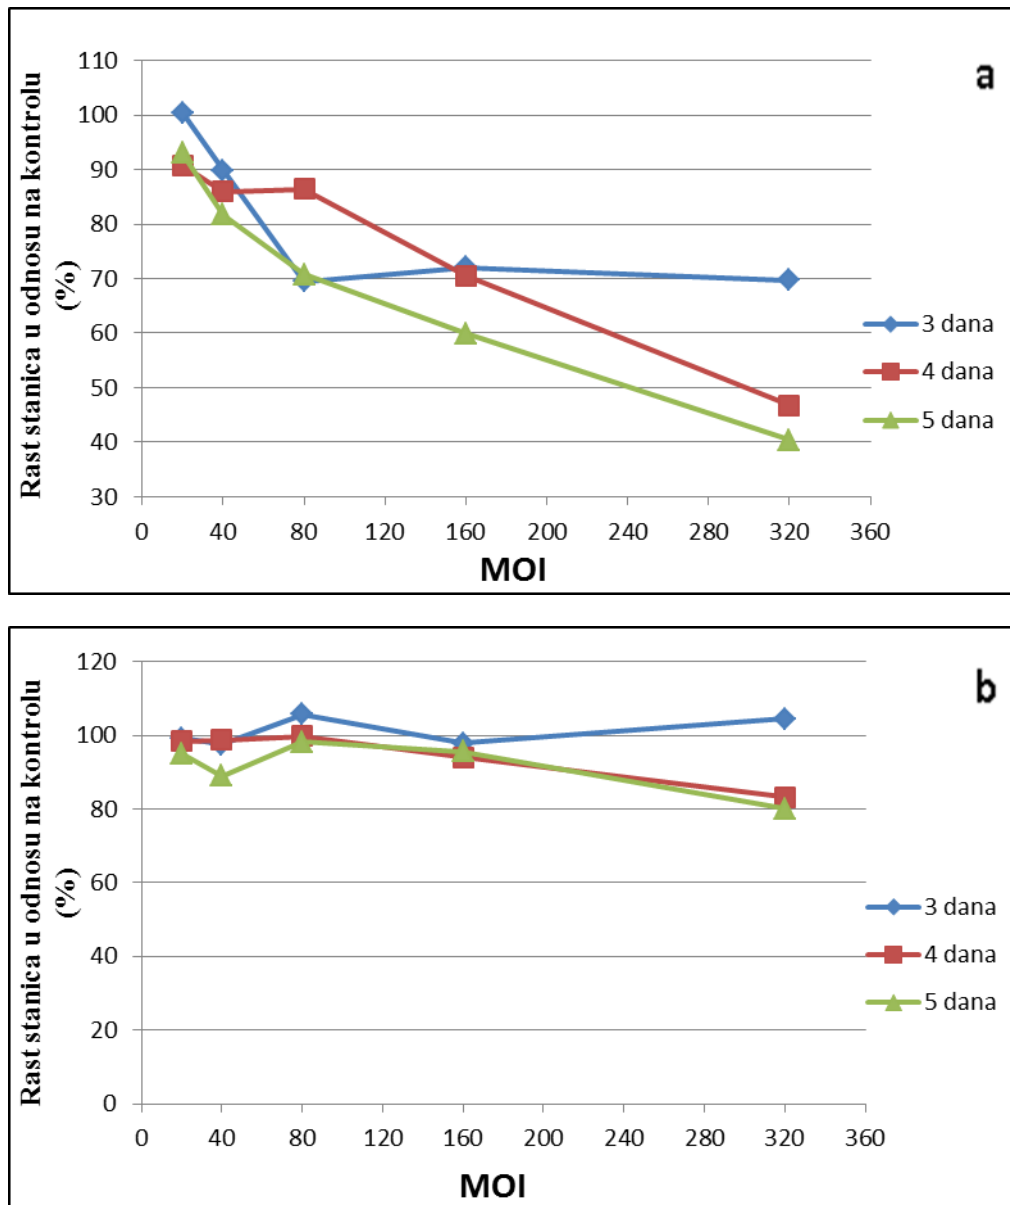 a
110
100
90
80
70
60
50
40
30
Rast stanica u odnosu na kontrolu
(%)
0 40 80 120 160 200 240 280 320 360
MOI
3 dana
4 dana
5 dana
b
120
100
80
60
40
20
0
Rast stanica u odnosu na kontrolu
(%)
0 40 80 120 160 200 240 280 320 360
MOI
3 dana
4 dana
5 dana